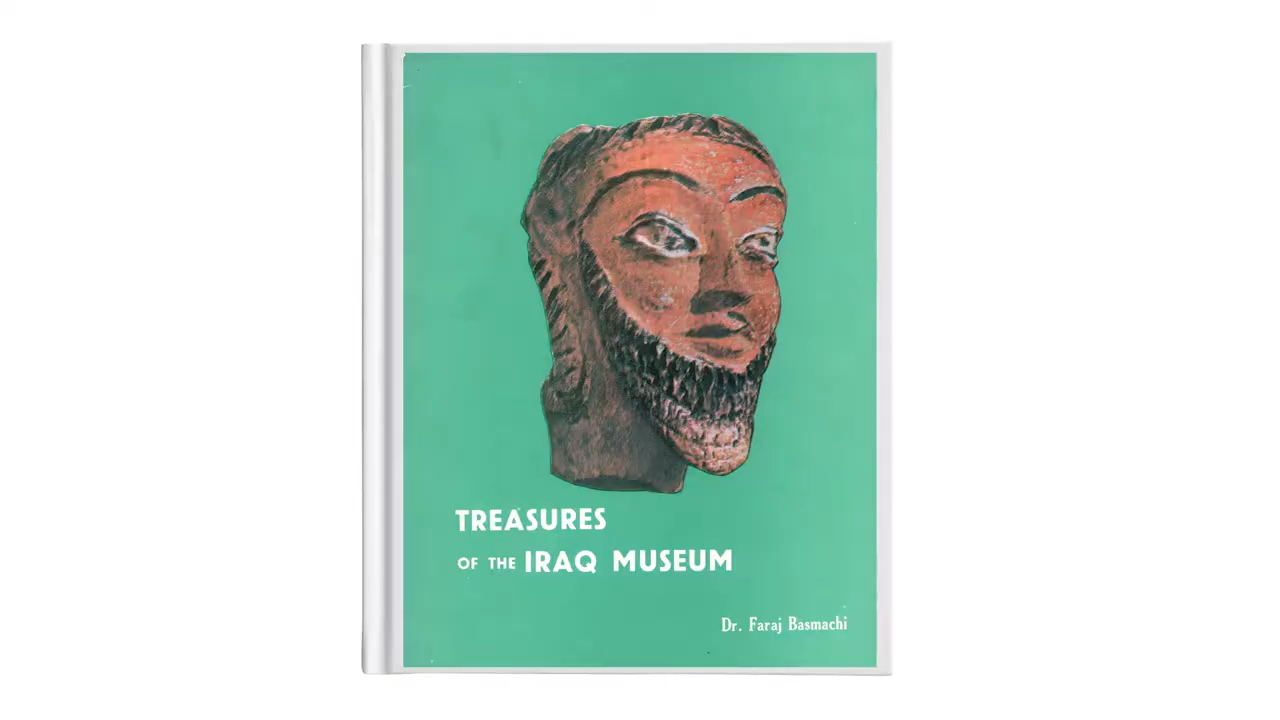 TREASURES
OF THE IRAQ MUSEUM
Dr. Faraj Basmachi